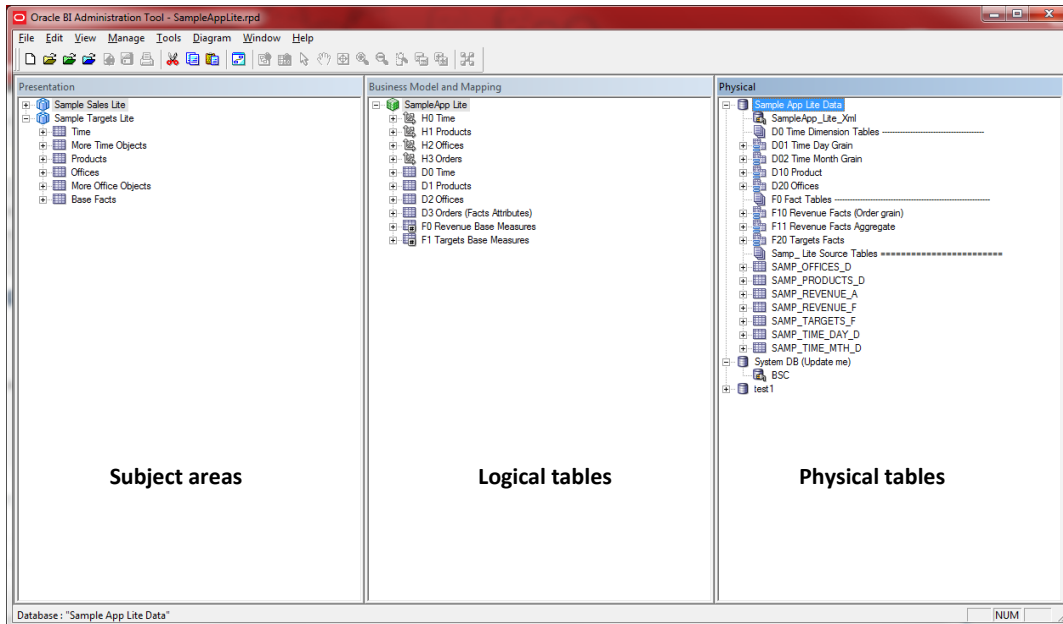 Oracle BI Administration Tool - SampleAppLite.rpd
File Edit View Manage Tools Diagram Window Help
Presentation
Sample Sales Lite
Sample Targets Lite
Time
More Time Objects
Products
Offices
More Office Objects
Base Facts
Subject areas
Business Model and Mapping
SampleApp Lite
H0 Time
H1 Products
H2 Offices
H3 Orders
D0 Time
D1 Products
D2 Offices
D3 Orders (Facts Attributes)
F0 Revenue Base Measures
F1 Targets Base Measures
Logical tables
Physical
Sample App Lite Data
SampleApp_Lite_Xml
D0 Time Dimension Tables ------------------------------------
D01 Time Day Grain
D02 Time Month Grain
D10 Product
D20 Offices
F0 Fact Tables ------------------------------------------------------
F10 Revenue Facts (Order grain)
F11 Revenue Facts Aggregate
F20 Targets Facts
Samp_ Lite Source Tables ========================
SAMP_OFFICES_D
SAMP_PRODUCTS_D
SAMP_REVENUE_A
SAMP_REVENUE_F
SAMP_TARGETS_F
SAMP_TIME_DAY_D
SAMP_TIME_MTH_D
System DB (Update me)
BSC
test1
Physical tables
Database : "Sample App Lite Data"
NUM